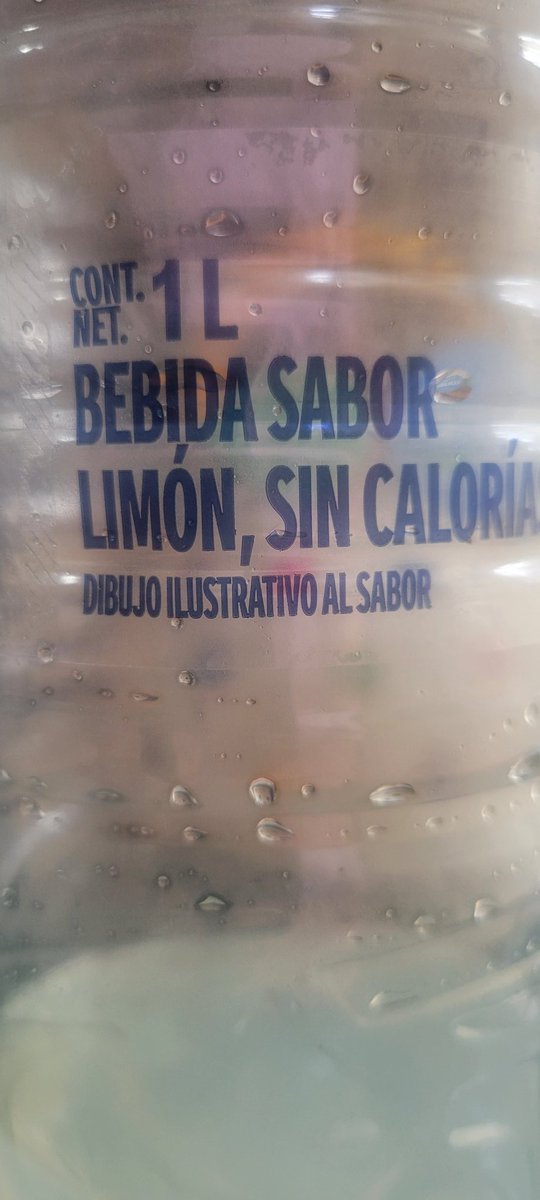 CONT. NET. 1 L
BEBIDA SABOR
LIMÓN, SIN CALORÍA
DIBUJO ILUSTRATIVO AL SABOR